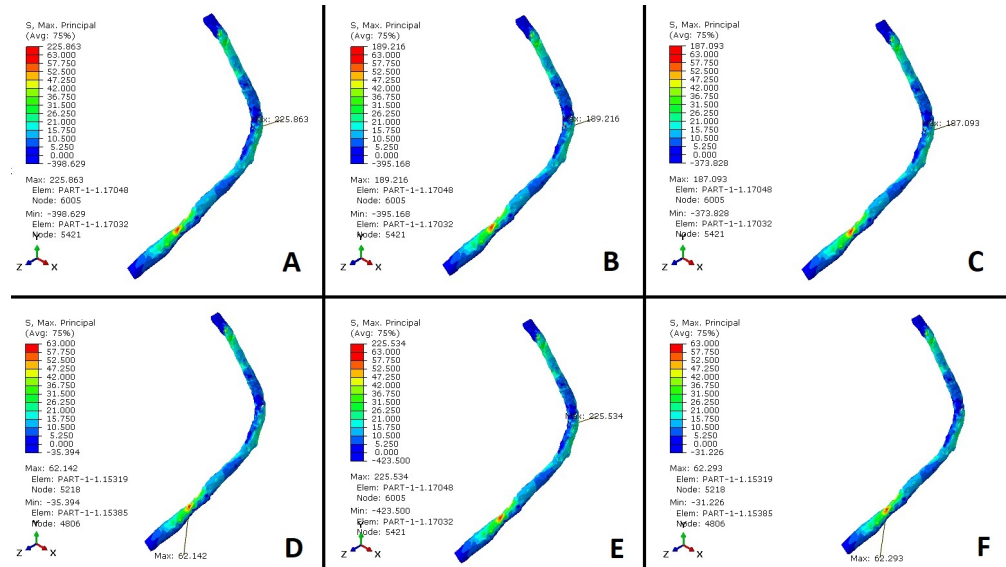 S, Max. Principal
(Avg: 75%)
225.863
63.000
57.750
52.500
47.250
42.000
36.750
31.500
26.250
21.000
15.750
10.500
5.250
0.000
-398.629
Max: 225.863
Elem: PART-1-1.17048
Node: 6005
Min: -398.629
Elem: PART-1-1.17032
Node: 5421
Y
Z
X
Max: 225.863
A
S, Max. Principal
(Avg: 75%)
189.216
63.000
57.750
52.500
47.250
42.000
36.750
31.500
26.250
21.000
15.750
10.500
5.250
0.000
-395.168
Max: 189.216
Elem: PART-1-1.17048
Node: 6005
Min: -395.168
Elem: PART-1-1.17032
Node: 5421
Y
Z
X
Max: 189.216
B
S, Max. Principal
(Avg: 75%)
187.093
63.000
57.750
52.500
47.250
42.000
36.750
31.500
26.250
21.000
15.750
10.500
5.250
0.000
-373.828
Max: 187.093
Elem: PART-1-1.17048
Node: 6005
Min: -373.828
Elem: PART-1-1.17032
Node: 5421
Y
Z
X
Max: 187.093
C
S, Max. Principal
(Avg: 75%)
63.000
57.750
52.500
47.250
42.000
36.750
31.500
26.250
21.000
15.750
10.500
5.250
0.000
-35.394
Max: 62.142
Elem: PART-1-1.15319
Node: 5218
Min: -35.394
Elem: PART-1-1.15385
Node: 4806
Y
Z
X
Max: 62.142
D
S, Max. Principal
(Avg: 75%)
225.534
63.000
57.750
52.500
47.250
42.000
36.750
31.500
26.250
21.000
15.750
10.500
5.250
0.000
-423.500
Max: 225.534
Elem: PART-1-1.17048
Node: 6005
Min: -423.500
Elem: PART-1-1.17032
Node: 5421
Y
Z
X
Max: 225.534
E
S, Max. Principal
(Avg: 75%)
63.000
57.750
52.500
47.250
42.000
36.750
31.500
26.250
21.000
15.750
10.500
5.250
0.000
-31.226
Max: 62.293
Elem: PART-1-1.15319
Node: 5218
Min: -31.226
Elem: PART-1-1.15385
Node: 4806
Y
Z
X
Max: 62.293
F